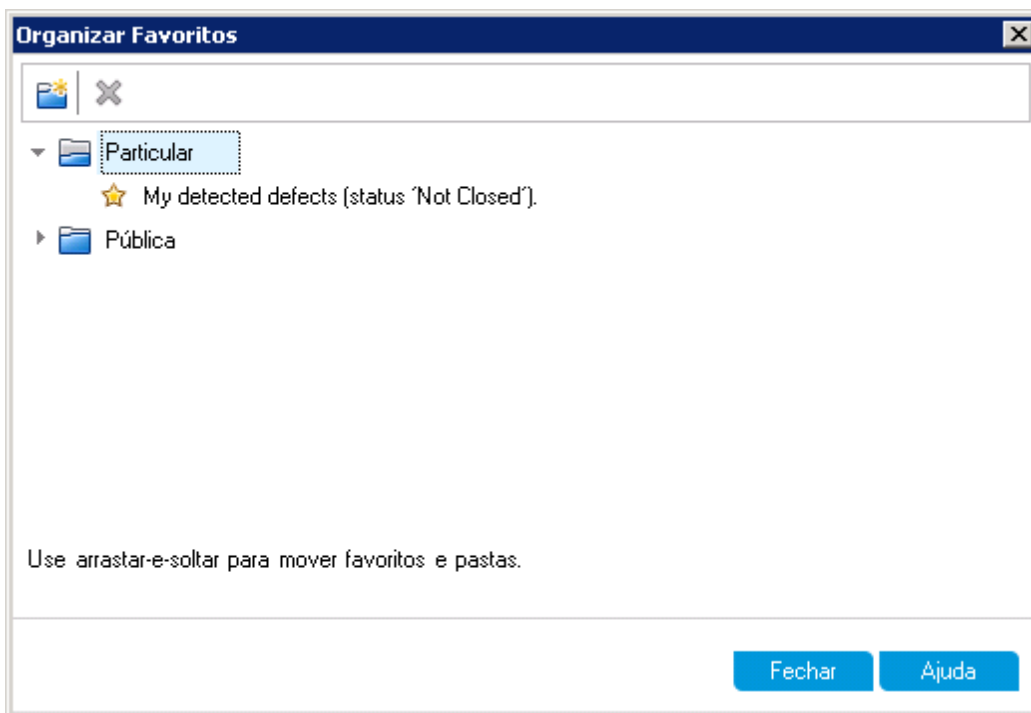 Organizar Favoritos
Particular
My detected defects (status ´Not Closed´).
Pública
Use arrastar-e-soltar para mover favoritos e pastas.
Fechar Ajuda